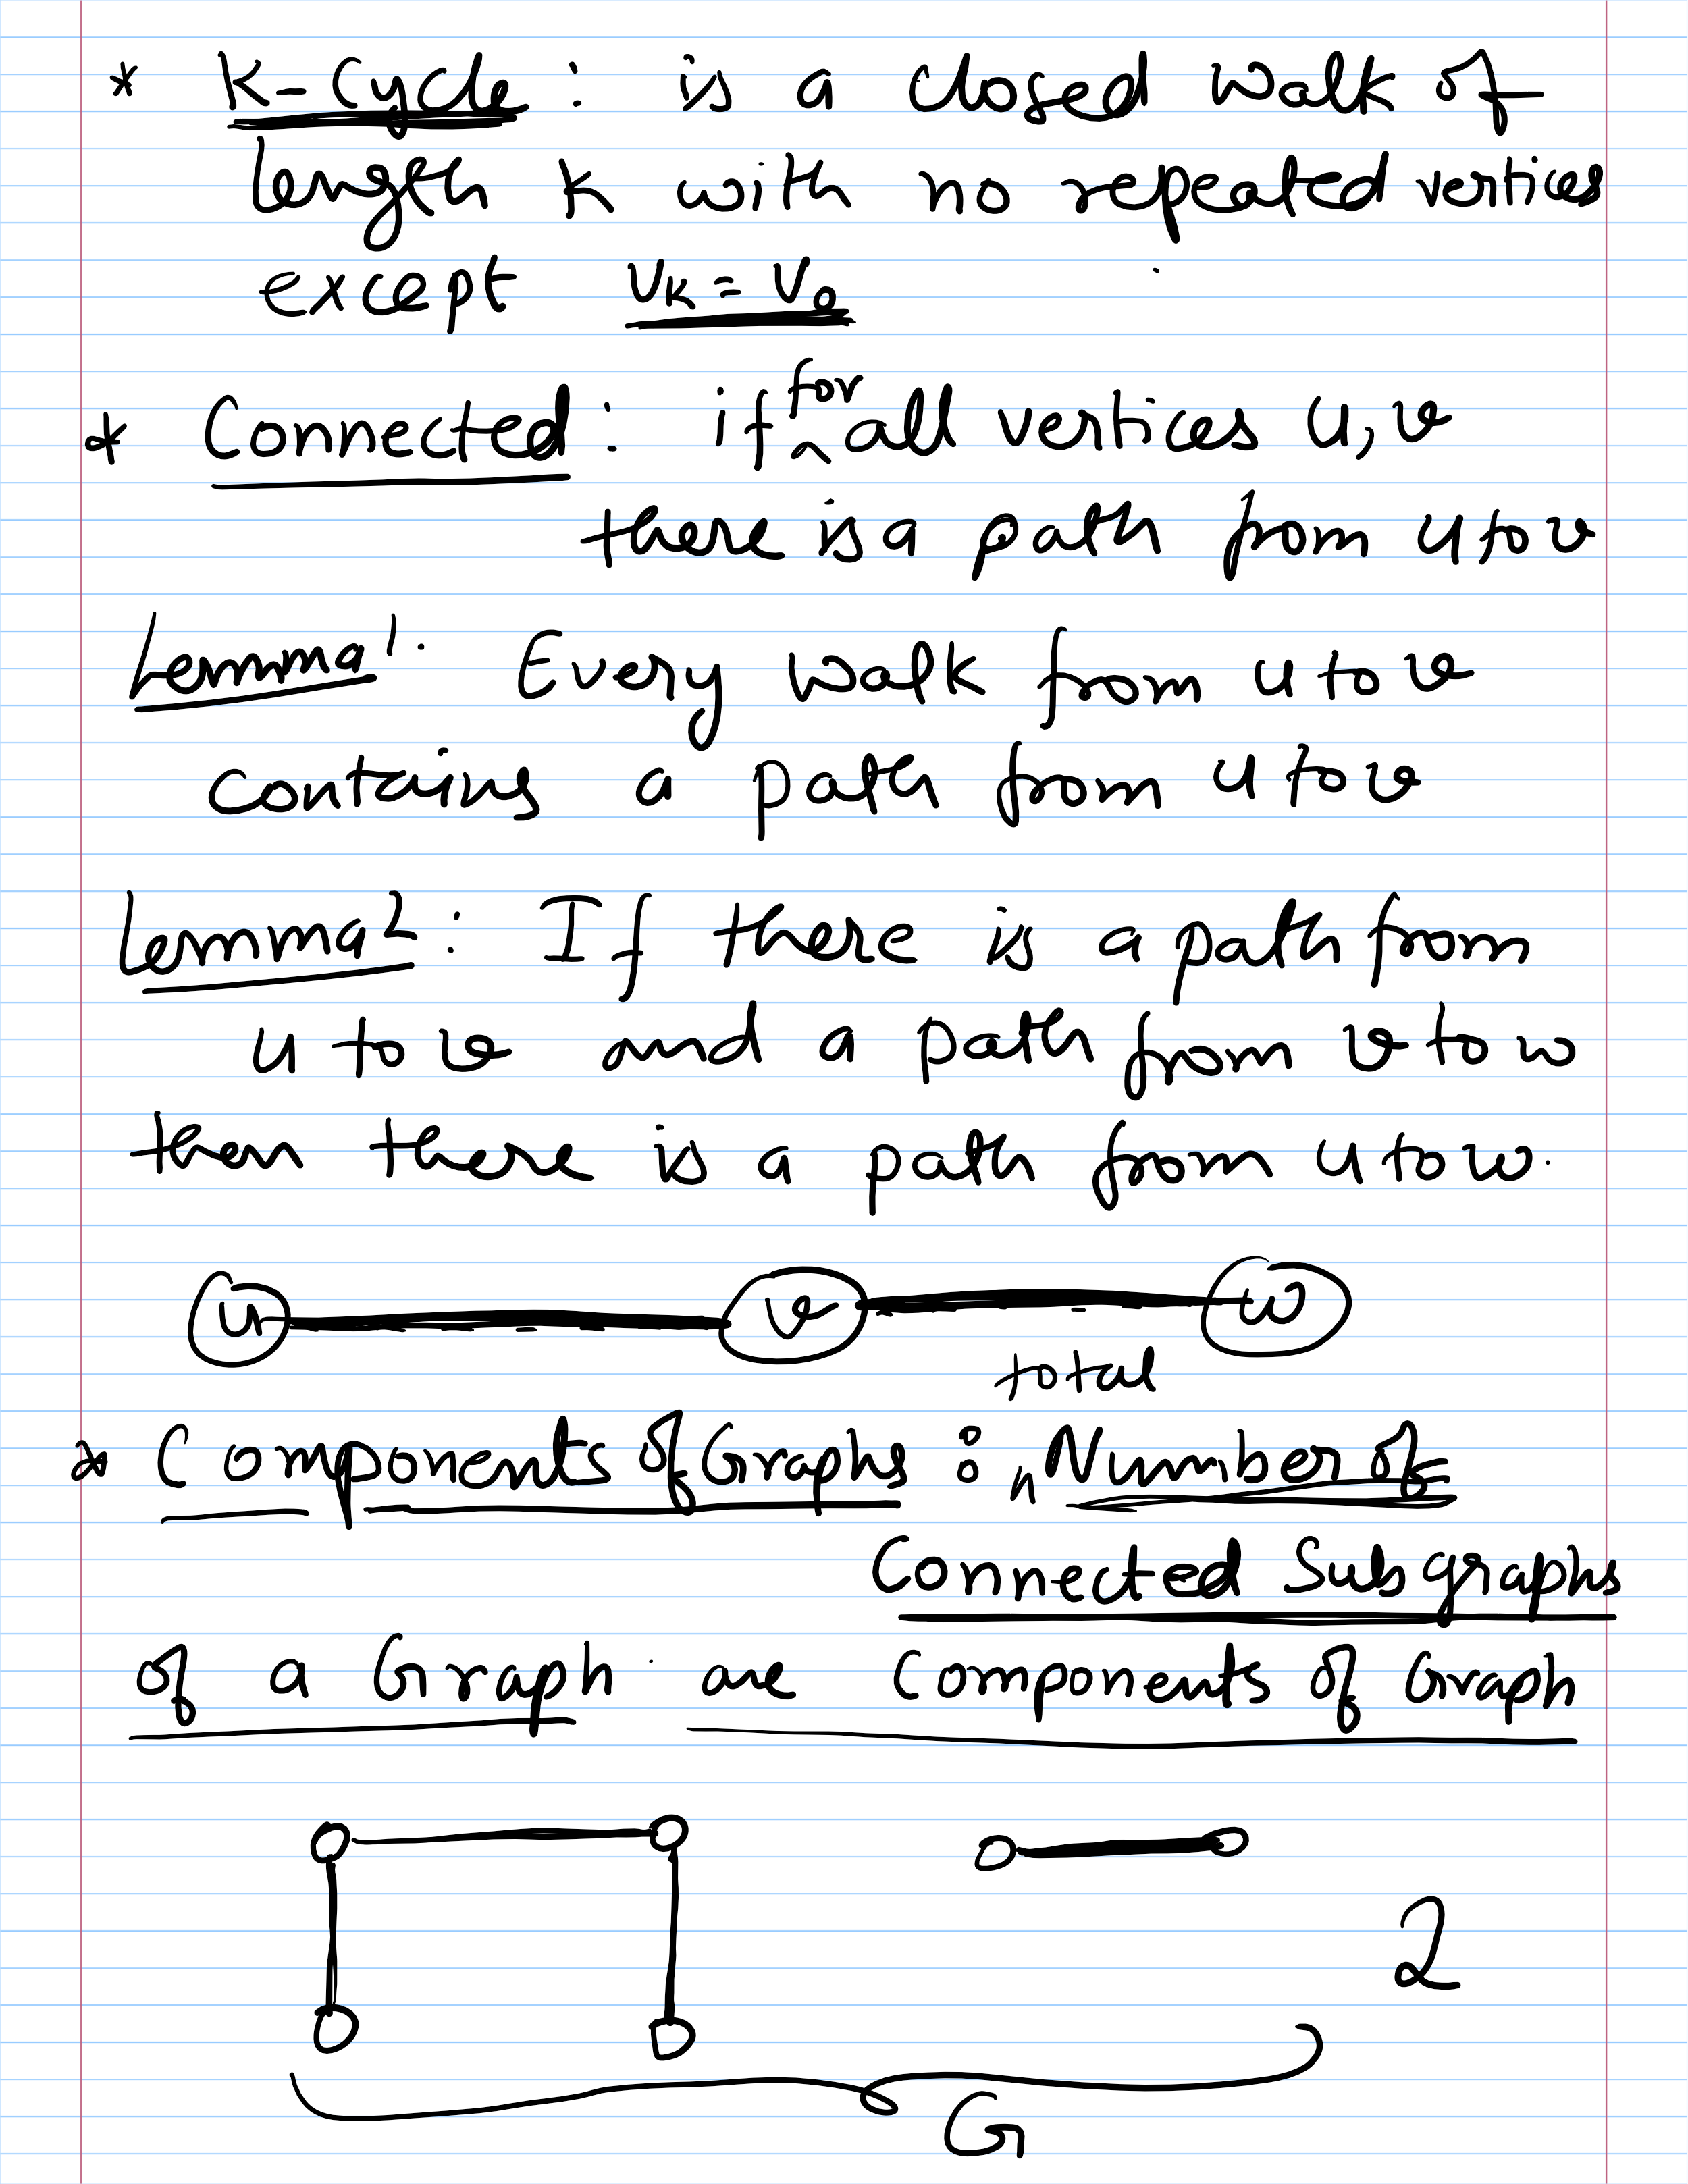 * K-Cycle : is a closed walk of
length K with no repeated vertices
except vₖ = v₀
* Connected : if for all vertices u, v
there is a path from u to v
Lemma 1: Every walk from u to v
contains a path from u to v
Lemma 2: If there is a path from
u to v and a path from v to w
then there is a path from u to w.
u v w
total
* Components of Graphs : Number of
Connected Subgraphs
of a Graph are Components of Graph
2
G